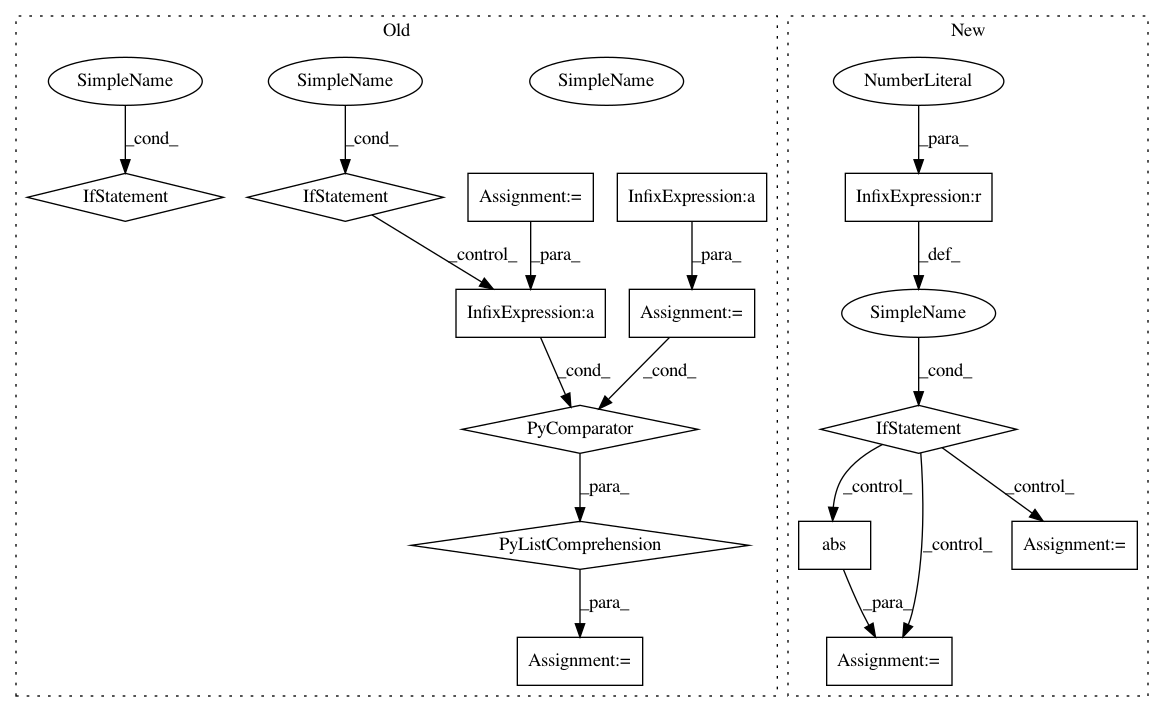 Old
New
SimpleName
SimpleName
SimpleName
NumberLiteral
_cond_
_cond_
_para_
IfStatement
IfStatement
Assignment:=
InfixExpression:a
InfixExpression:r
_control_
_para_
_para_
_def_
InfixExpression:a
Assignment:=
SimpleName
_cond_
_cond_
_cond_
PyComparator
IfStatement
_para_
_control_
_control_
_control_
PyListComprehension
abs
Assignment:=
_para_
_para_
Assignment:=
Assignment:=